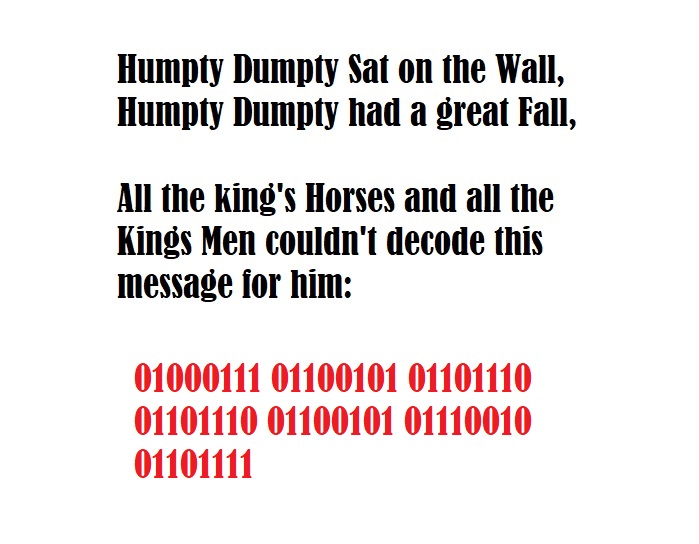 Humpty Dumpty Sat on the Wall,
Humpty Dumpty had a great Fall,
All the king's Horses and all the
Kings Men couldn't decode this
message for him:
01000111 01100101 01101110
01101110 01100101 01110010
01101111